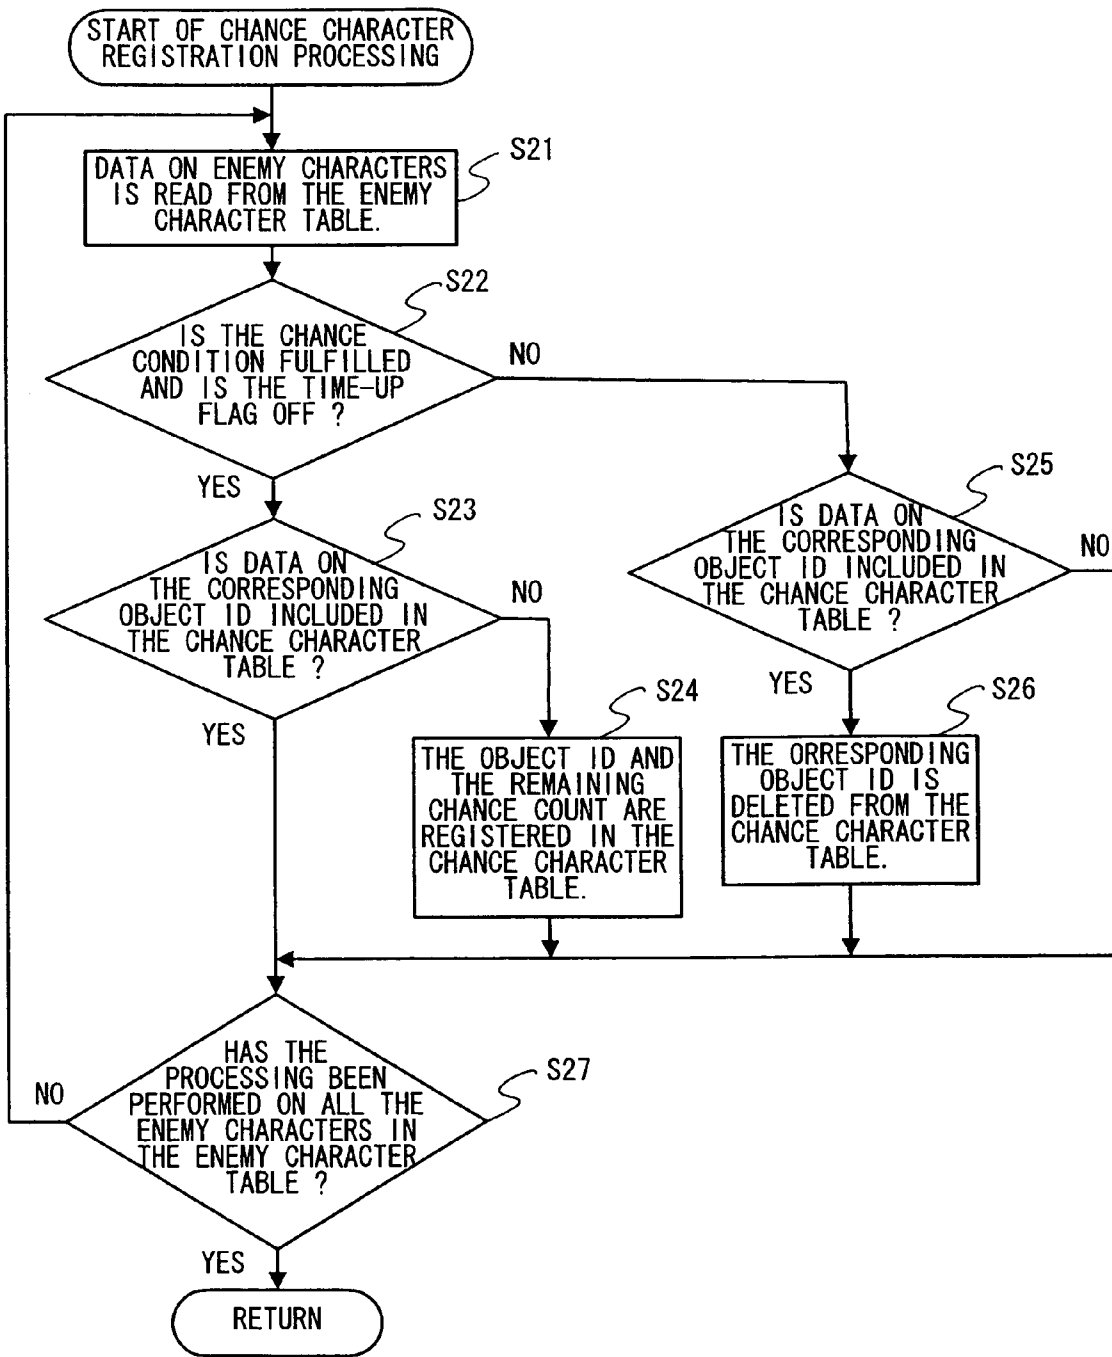 START OF CHANCE CHARACTER
REGISTRATION PROCESSING
S21
DATA ON ENEMY CHARACTERS
IS READ FROM THE ENEMY
CHARACTER TABLE.
S22
IS THE CHANCE
CONDITION FULFILLED
AND IS THE TIME-UP
FLAG OFF ?
NO
YES
S23
IS DATA ON
THE CORRESPONDING
OBJECT ID INCLUDED IN
THE CHANCE CHARACTER
TABLE ?
NO
YES
S25
IS DATA ON
THE CORRESPONDING
OBJECT ID INCLUDED IN
THE CHANCE CHARACTER
TABLE ?
NO
YES
S24
THE OBJECT ID AND
THE REMAINING
CHANCE COUNT ARE
REGISTERED IN THE
CHANCE CHARACTER
TABLE.
S26
THE ORRESPONDING
OBJECT ID IS
DELETED FROM THE
CHANCE CHARACTER
TABLE.
S27
HAS THE
PROCESSING BEEN
PERFORMED ON ALL THE
ENEMY CHARACTERS IN
THE ENEMY CHARACTER
TABLE ?
NO
YES
RETURN